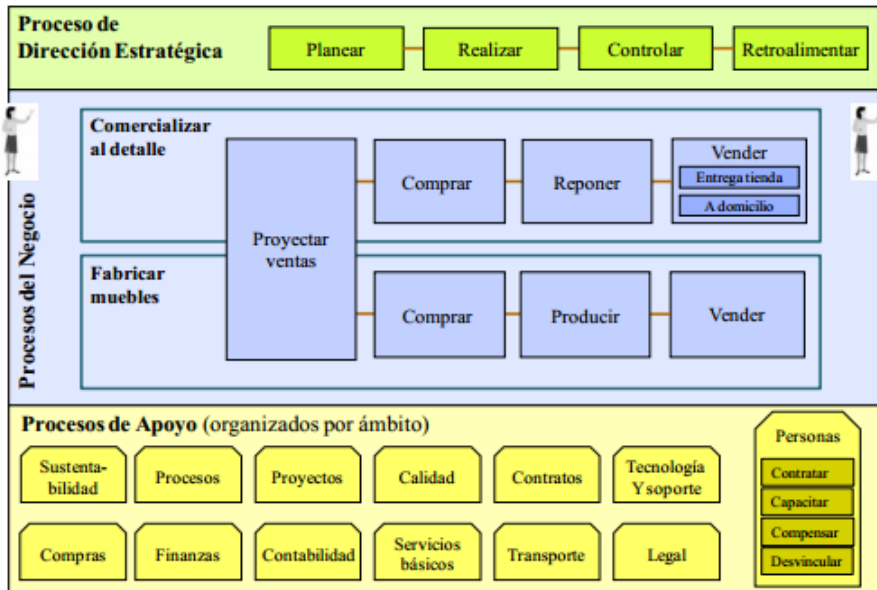 Proceso de
Dirección Estratégica
Planear
Realizar
Controlar
Retroalimentar
Procesos del Negocio
Comercializar
al detalle
Proyectar
ventas
Comprar
Reponer
Vender
Entrega tienda
A domicilio
Fabricar
muebles
Comprar
Producir
Vender
Procesos de Apoyo (organizados por ámbito)
Sustenta-
bilidad
Procesos
Proyectos
Calidad
Contratos
Tecnología
Y soporte
Compras
Finanzas
Contabilidad
Servicios
básicos
Transporte
Legal
Personas
Contratar
Capacitar
Compensar
Desvincular